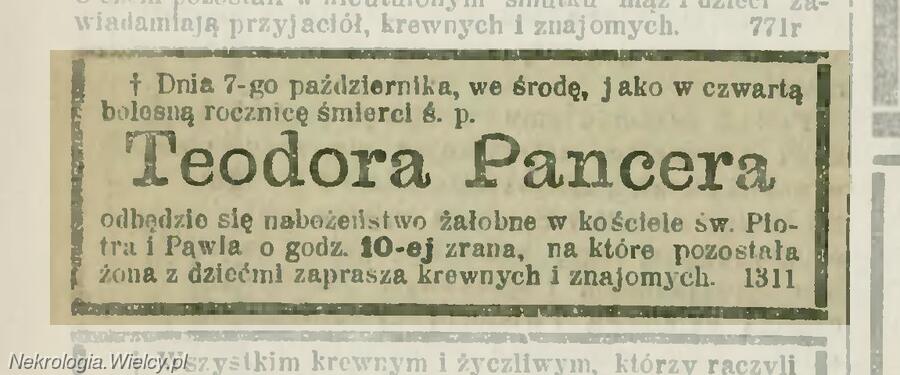 wiadamiają przyjaciół, krewnych i znajomych. 771r
† Dnia 7-go października, we środę, jako w czwartą
bolesną rocznicę śmierci ś. p.
Teodora Pancera
odbędzie się nabożeństwo żałobne w kościele św. Pio-
tra i Pąwla o godz. 10-ej zrana, na które pozostała
żona z dziećmi zaprasza krewnych i znajomych. 1311
Wszystkim krewnym i życzliwym, którzy raczyli
Nekrologia.Wielcy.pl